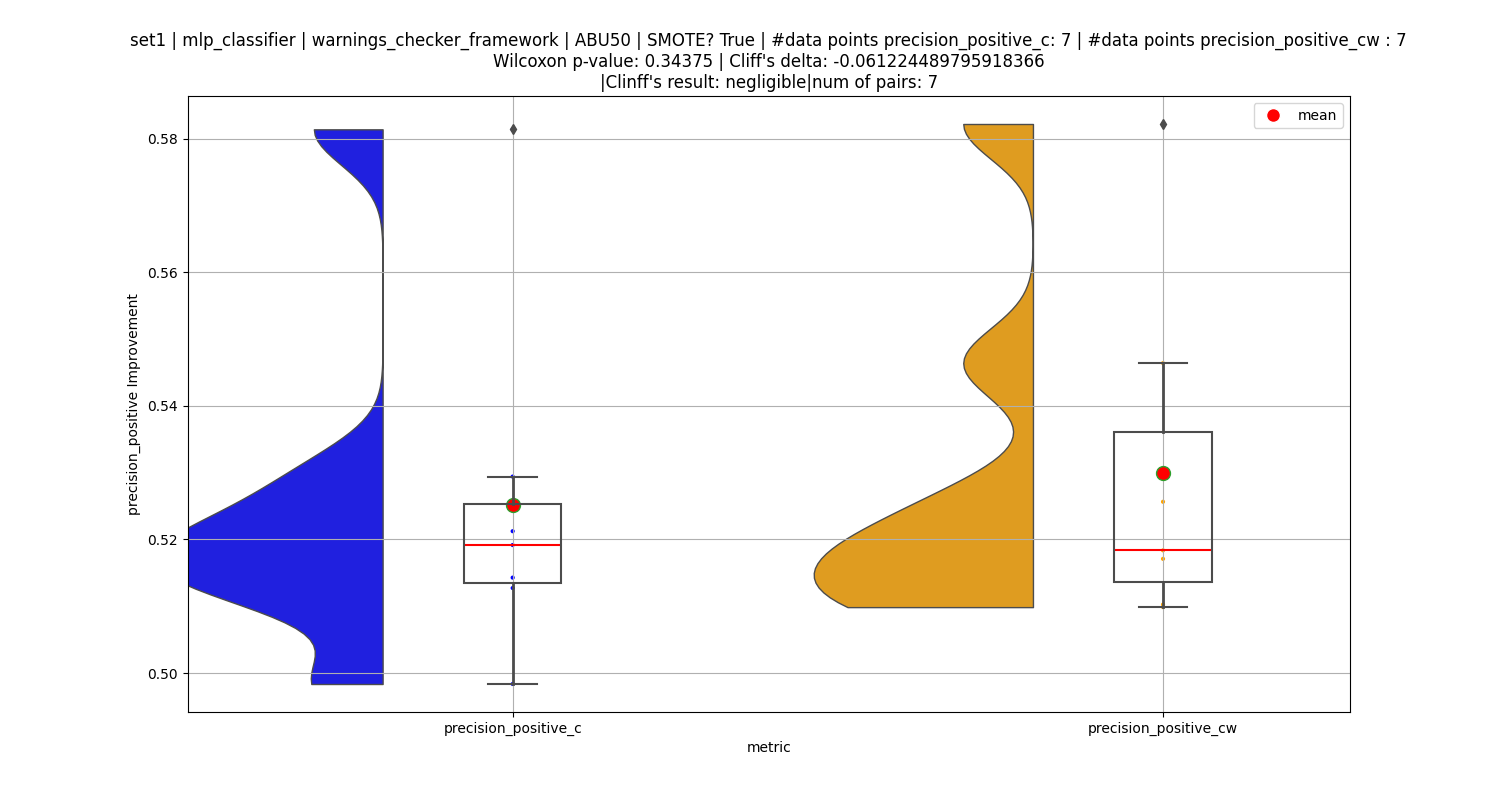 set1 | mlp_classifier | warnings_checker_framework | ABU50 | SMOTE? True | #data points precision_positive_c: 7 | #data points precision_positive_cw : 7
Wilcoxon p-value: 0.34375 | Cliff's delta: -0.061224489795918366
|Clinff's result: negligible|num of pairs: 7
mean
0.58
0.56
0.54
0.52
0.50
precision_positive Improvement
precision_positive_c
precision_positive_cw
metric